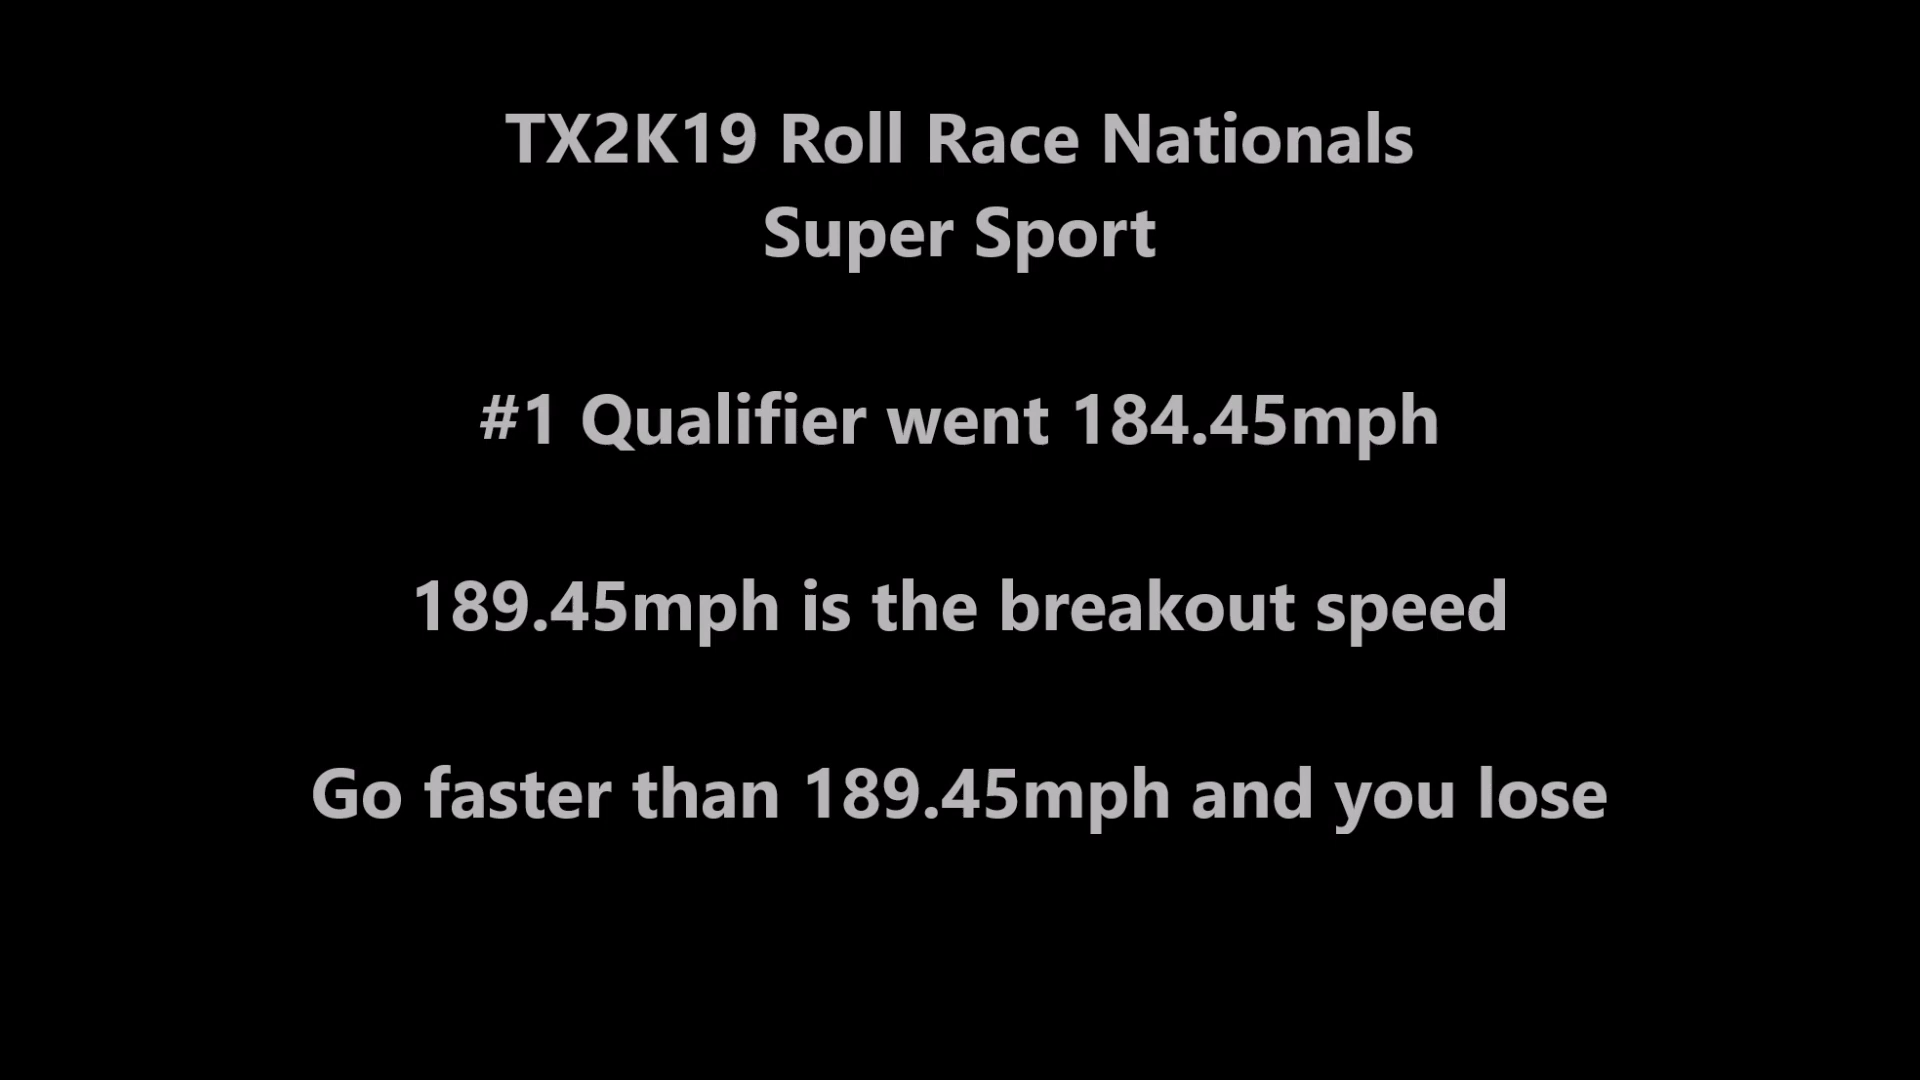 TX2K19 Roll Race Nationals
Super Sport
#1 Qualifier went 184.45mph
189.45mph is the breakout speed
Go faster than 189.45mph and you lose